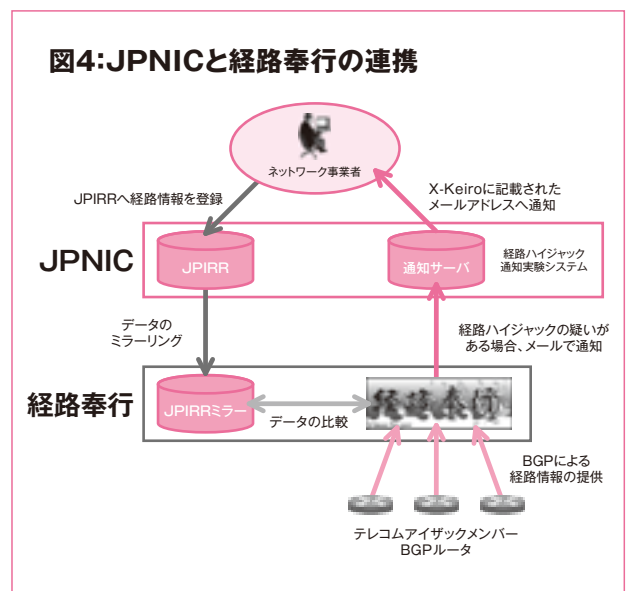 図4:JPNICと経路奉行の連携
ネットワーク事業者
JPIRRへ経路情報を登録
X-Keiroに記載された
メールアドレスへ通知
JPNIC
JPIRR
通知サーバ
経路ハイジャック
通知実験システム
データの
ミラーリング
経路ハイジャックの疑いが
ある場合、メールで通知
経路奉行
JPIRRミラー
データの比較
経路奉行
BGPによる
経路情報の提供
テレコムアイザックメンバー
BGPルータ